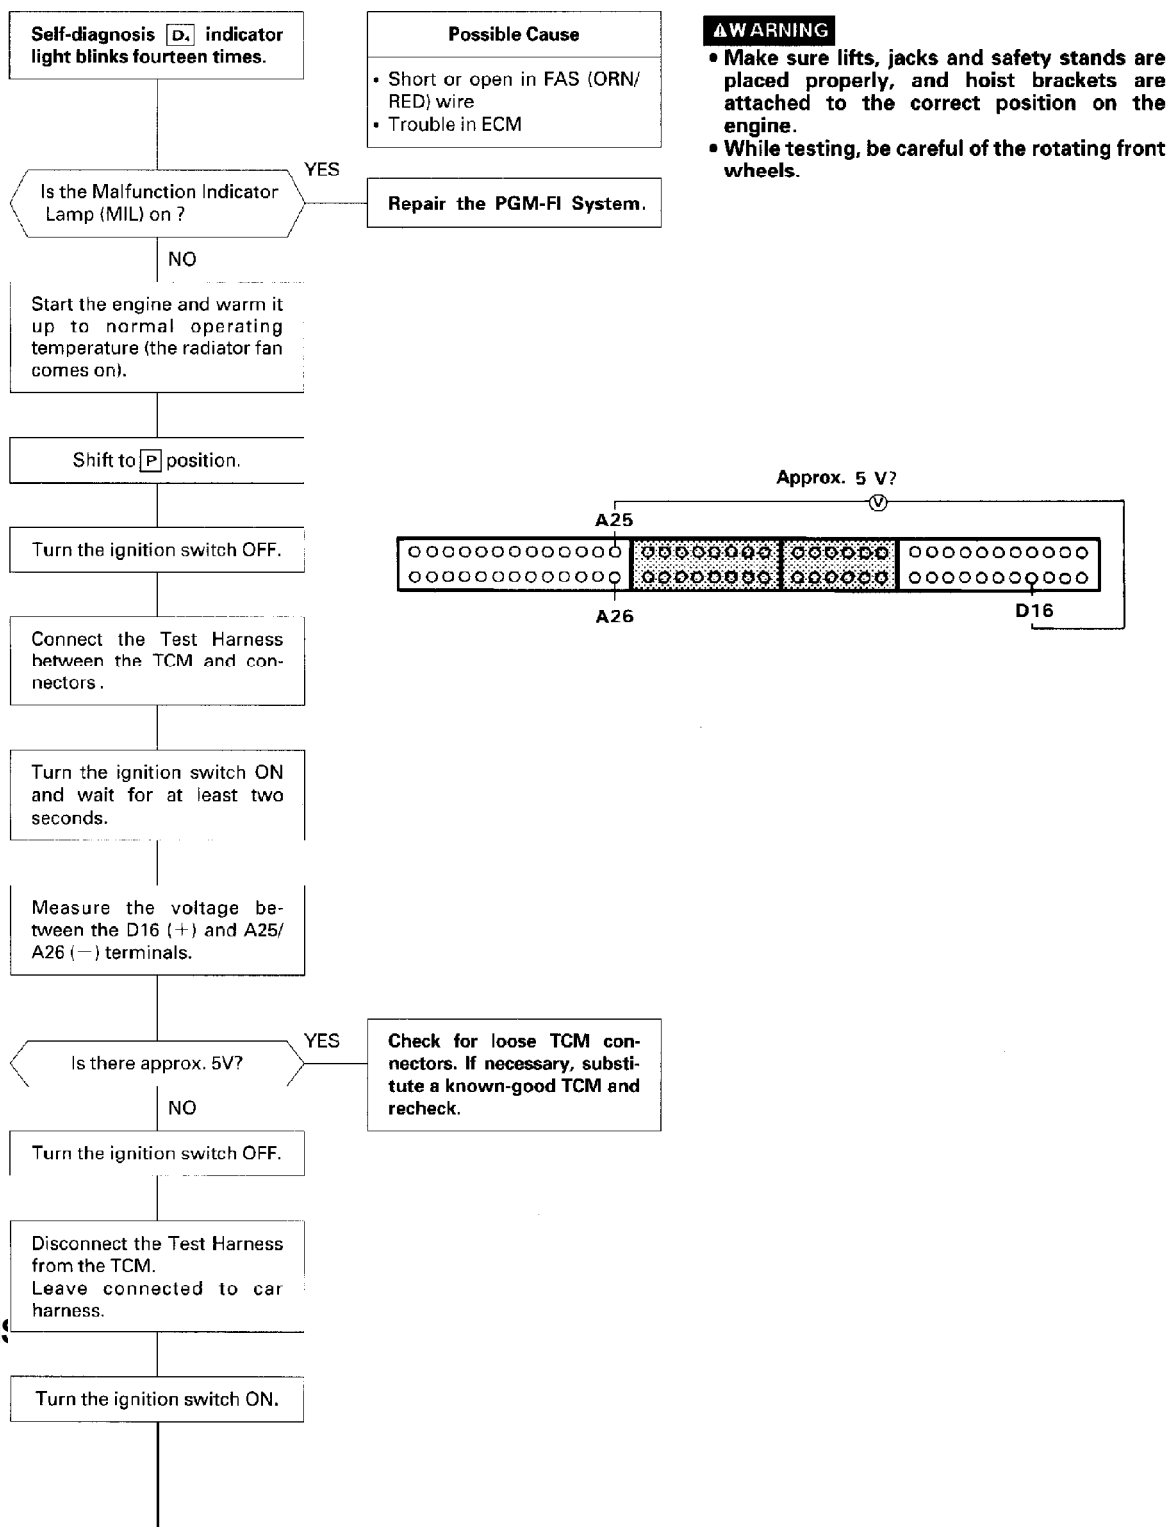 Self-diagnosis D4 indicator
light blinks fourteen times.
Possible Cause
• Short or open in FAS (ORN/
RED) wire
• Trouble in ECM
⚠WARNING
• Make sure lifts, jacks and safety stands are
placed properly, and hoist brackets are
attached to the correct position on the
engine.
• While testing, be careful of the rotating front
wheels.
Is the Malfunction Indicator
Lamp (MIL) on ?
YES
Repair the PGM-FI System.
NO
Start the engine and warm it
up to normal operating
temperature (the radiator fan
comes on).
Shift to P position.
Turn the ignition switch OFF.
Connect the Test Harness
between the TCM and con-
nectors.
Turn the ignition switch ON
and wait for at least two
seconds.
Measure the voltage be-
tween the D16 (+) and A25/
A26 (−) terminals.
Approx. 5 V?
V
A25
A26
D16
Is there approx. 5V?
YES
Check for loose TCM con-
nectors. If necessary, substi-
tute a known-good TCM and
recheck.
NO
Turn the ignition switch OFF.
Disconnect the Test Harness
from the TCM.
Leave connected to car
harness.
Turn the ignition switch ON.